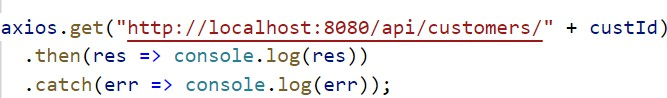 axios.get("http://localhost:8080/api/customers/" + custId)
.then(res => console.log(res))
.catch(err => console.log(err));